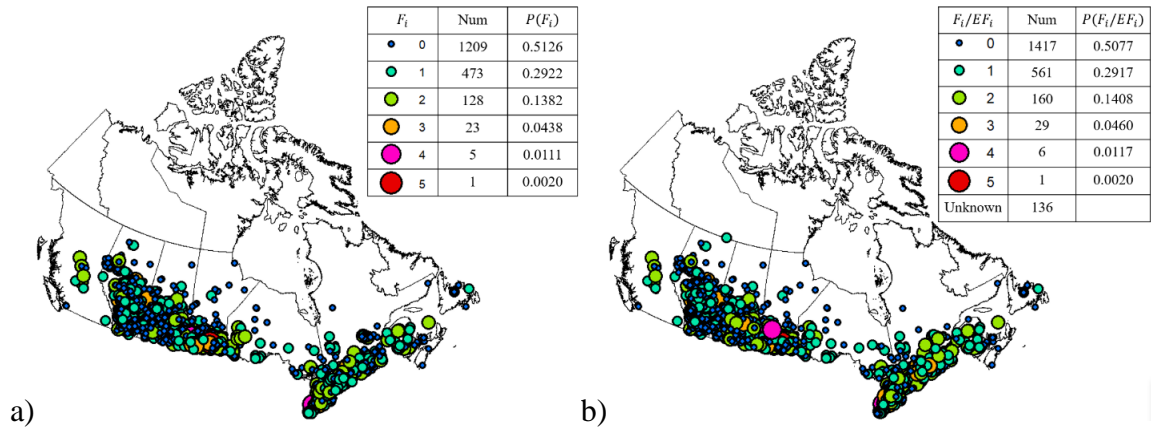 F_i Num P(F_i)
0 1209 0.5126
1 473 0.2922
2 128 0.1382
3 23 0.0438
4 5 0.0111
5 1 0.0020
a)
F_i/EF_i Num P(F_i/EF_i)
0 1417 0.5077
1 561 0.2917
2 160 0.1408
3 29 0.0460
4 6 0.0117
5 1 0.0020
Unknown 136
b)